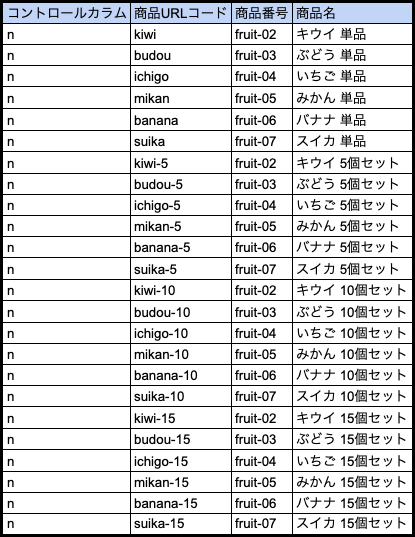 コントロールカラム 商品URLコード 商品番号 商品名
n kiwi fruit-02 キウイ 単品
n budou fruit-03 ぶどう 単品
n ichigo fruit-04 いちご 単品
n mikan fruit-05 みかん 単品
n banana fruit-06 バナナ 単品
n suika fruit-07 スイカ 単品
n kiwi-5 fruit-02 キウイ 5個セット
n budou-5 fruit-03 ぶどう 5個セット
n ichigo-5 fruit-04 いちご 5個セット
n mikan-5 fruit-05 みかん 5個セット
n banana-5 fruit-06 バナナ 5個セット
n suika-5 fruit-07 スイカ 5個セット
n kiwi-10 fruit-02 キウイ 10個セット
n budou-10 fruit-03 ぶどう 10個セット
n ichigo-10 fruit-04 いちご 10個セット
n mikan-10 fruit-05 みかん 10個セット
n banana-10 fruit-06 バナナ 10個セット
n suika-10 fruit-07 スイカ 10個セット
n kiwi-15 fruit-02 キウイ 15個セット
n budou-15 fruit-03 ぶどう 15個セット
n ichigo-15 fruit-04 いちご 15個セット
n mikan-15 fruit-05 みかん 15個セット
n banana-15 fruit-06 バナナ 15個セット
n suika-15 fruit-07 スイカ 15個セット